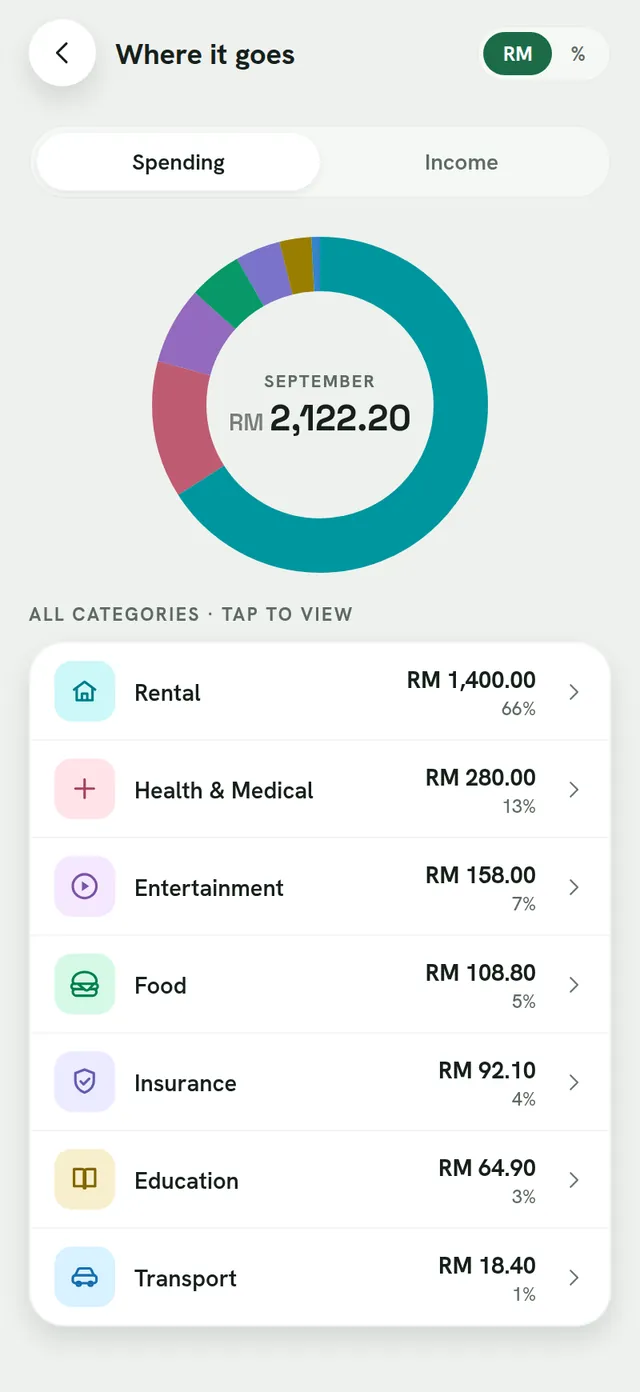 Where it goes
RM %
Spending Income
SEPTEMBER
RM 2,122.20
ALL CATEGORIES · TAP TO VIEW
Rental RM 1,400.00
66%
Health & Medical RM 280.00
13%
Entertainment RM 158.00
7%
Food RM 108.80
5%
Insurance RM 92.10
4%
Education RM 64.90
3%
Transport RM 18.40
1%